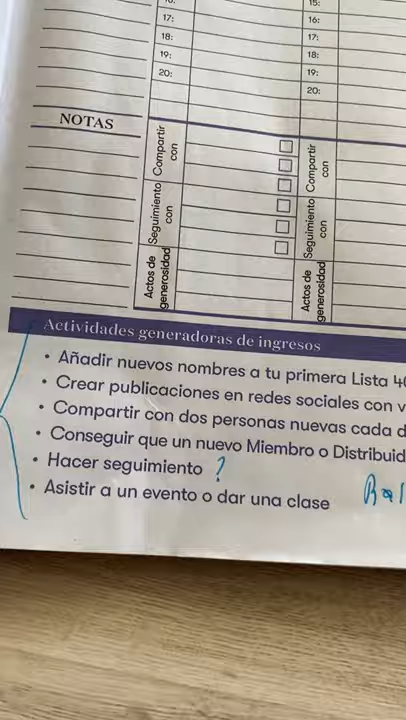 15:
17:
16:
18:
17:
19:
18:
20:
19:
20:
NOTAS
Compartir con
Seguimiento con
Actos de generosidad
Compartir con
Seguimiento con
Actos de generosidad
Actividades generadoras de ingresos
• Añadir nuevos nombres a tu primera Lista
• Crear publicaciones en redes sociales con
• Compartir con dos personas nuevas cada
• Conseguir que un nuevo Miembro o
• Hacer seguimiento ?
• Asistir a un evento o dar una clase